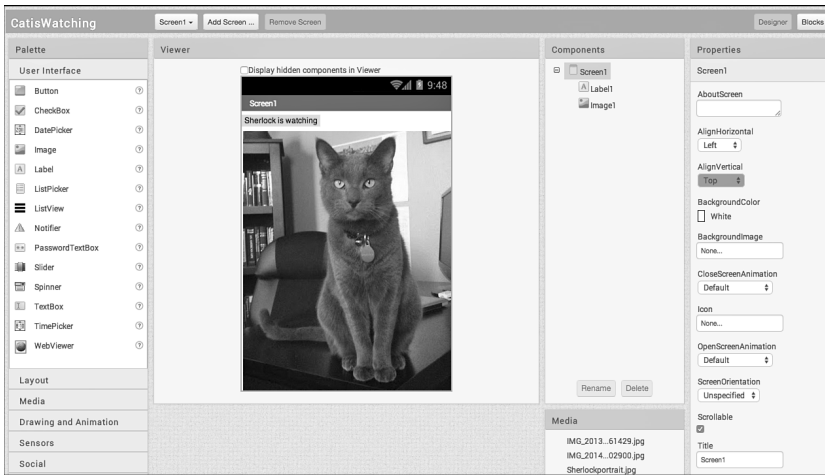 CatisWatching
Screen1
Add Screen ...
Remove Screen
Designer
Blocks
Palette
User Interface
Button
CheckBox
DatePicker
Image
Label
ListPicker
ListView
Notifier
PasswordTextBox
Slider
Spinner
TextBox
TimePicker
WebViewer
Layout
Media
Drawing and Animation
Sensors
Social
Viewer
Display hidden components in Viewer
9:48
Screen1
Sherlock is watching
Components
Screen1
Label1
Image1
Rename
Delete
Media
IMG_2013...61429.jpg
IMG_2014...02900.jpg
Sherlockportrait.jpg
Properties
Screen1
AboutScreen
AlignHorizontal
Left
AlignVertical
Top
BackgroundColor
White
BackgroundImage
None...
CloseScreenAnimation
Default
Icon
None...
OpenScreenAnimation
Default
ScreenOrientation
Unspecified
Scrollable
Title
Screen1